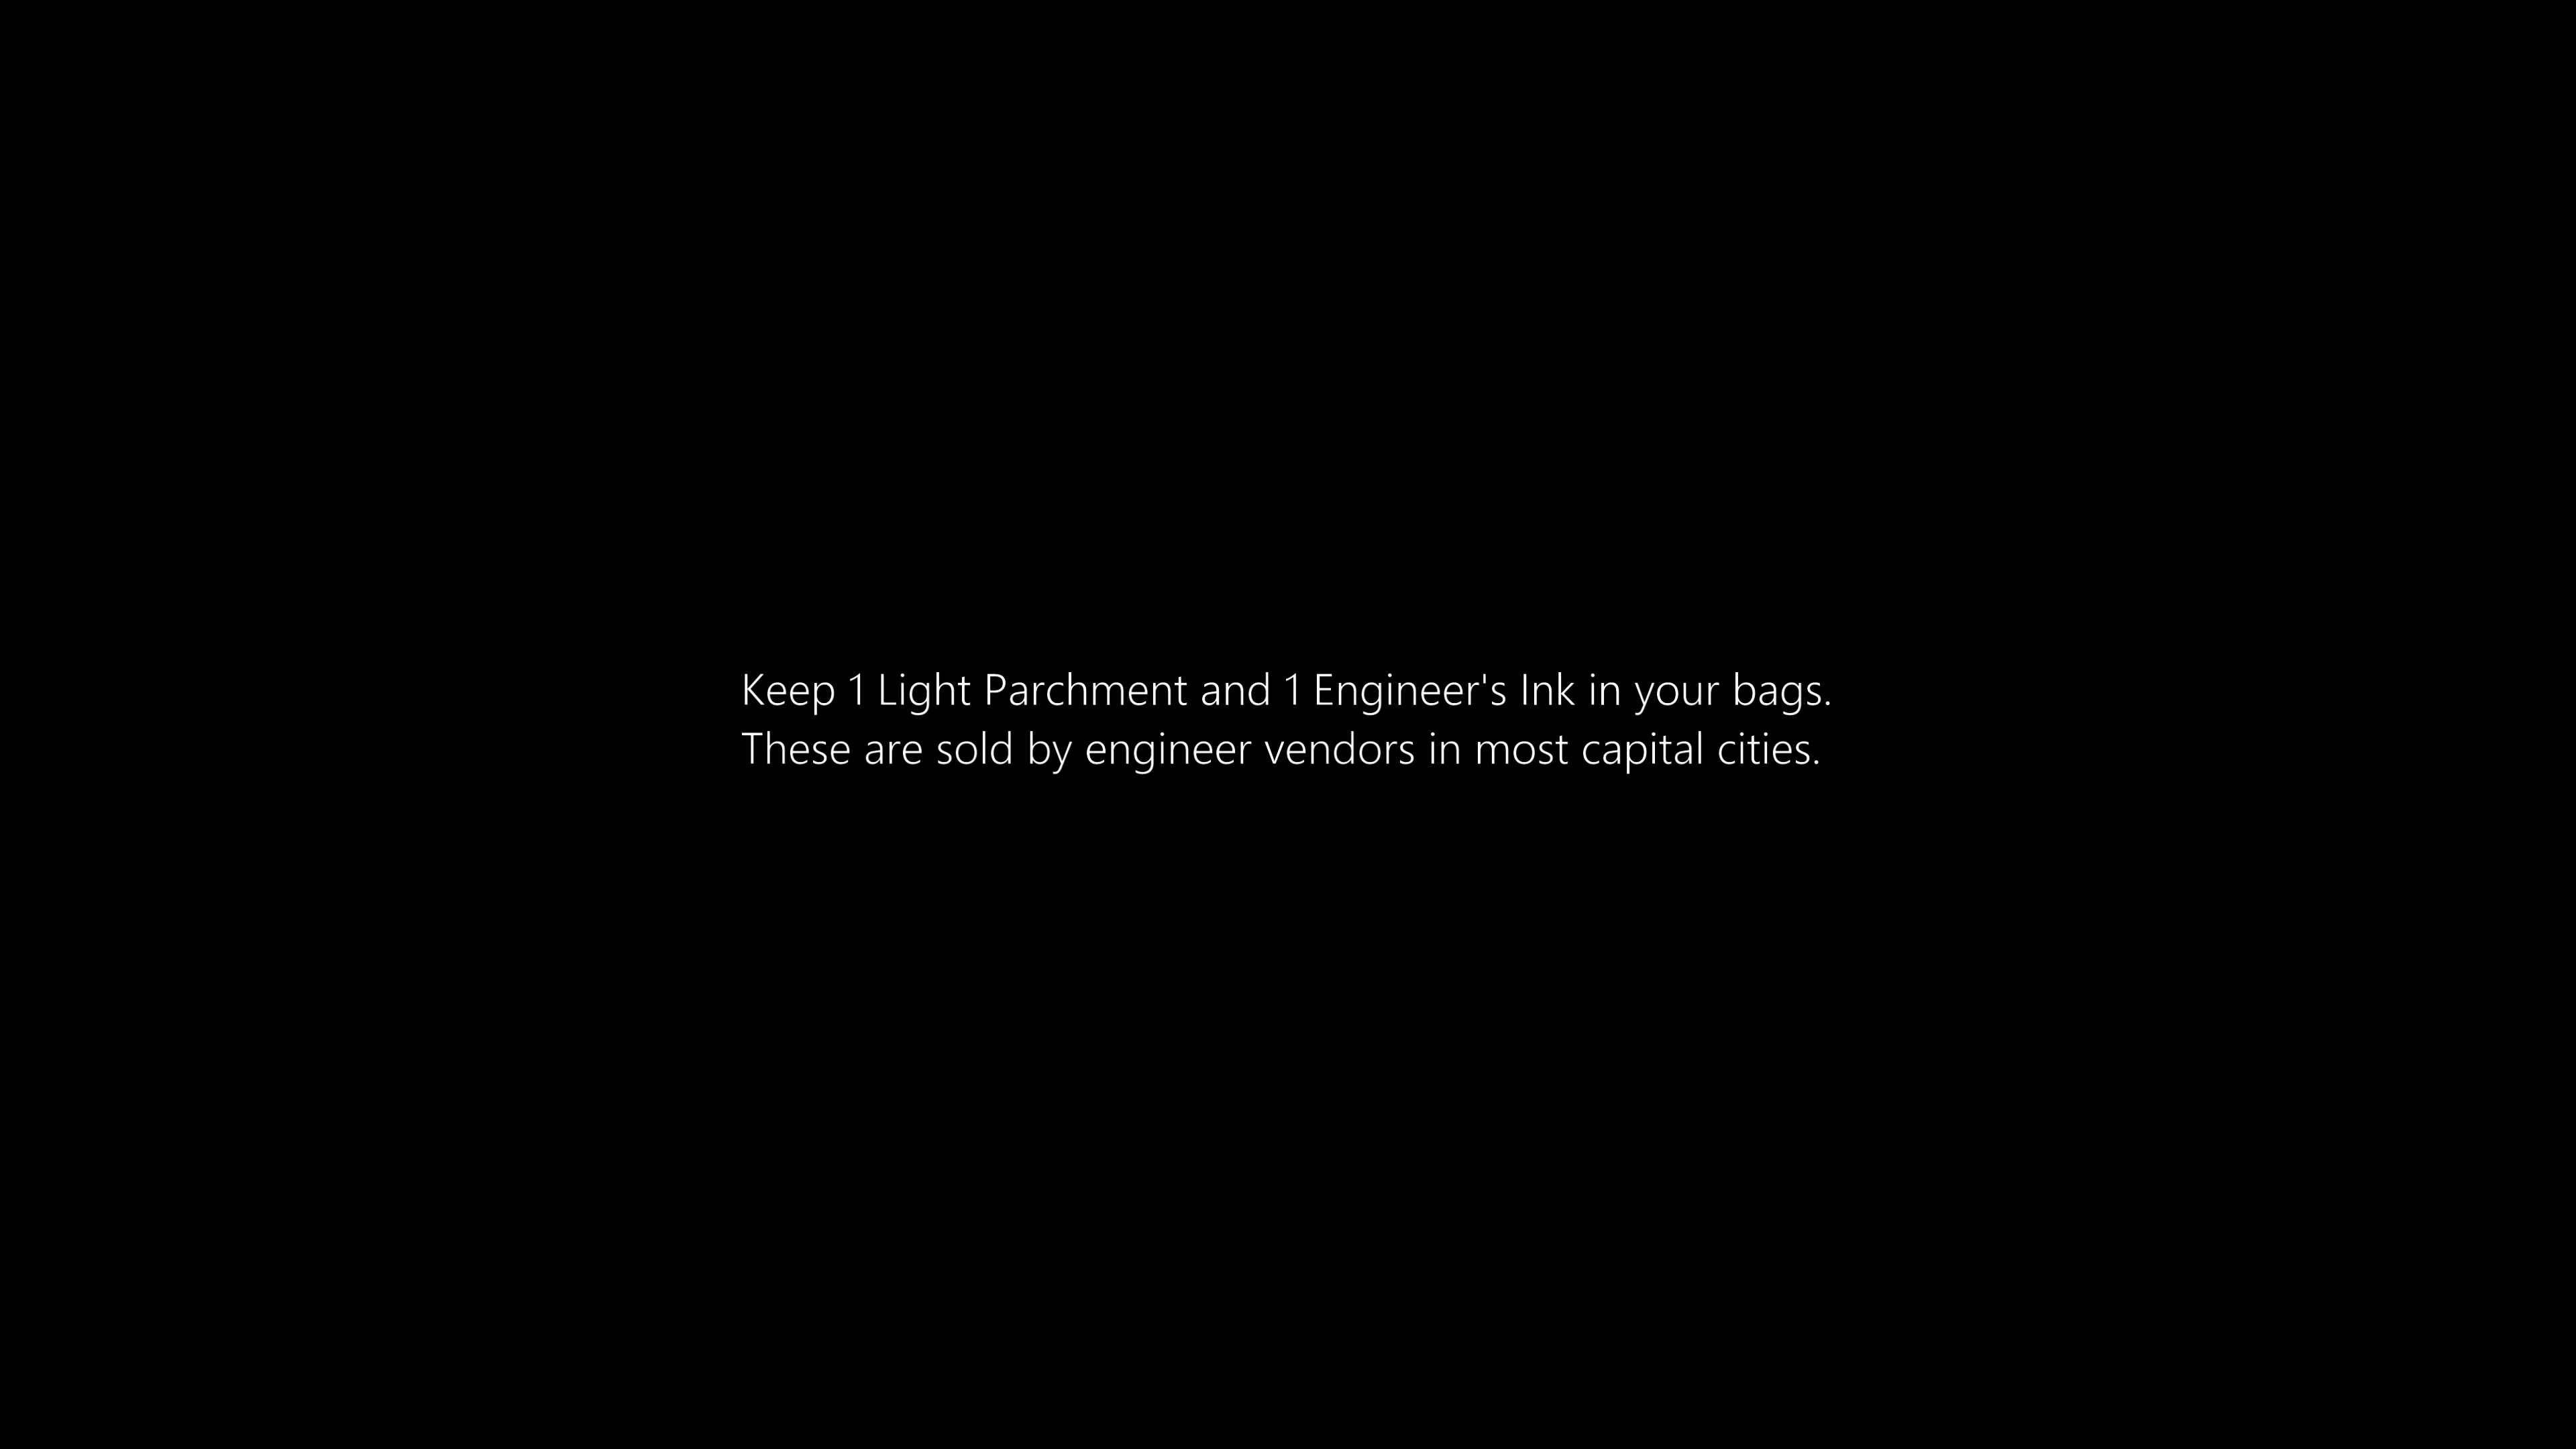 Keep 1 Light Parchment and 1 Engineer's Ink in your bags.
These are sold by engineer vendors in most capital cities.